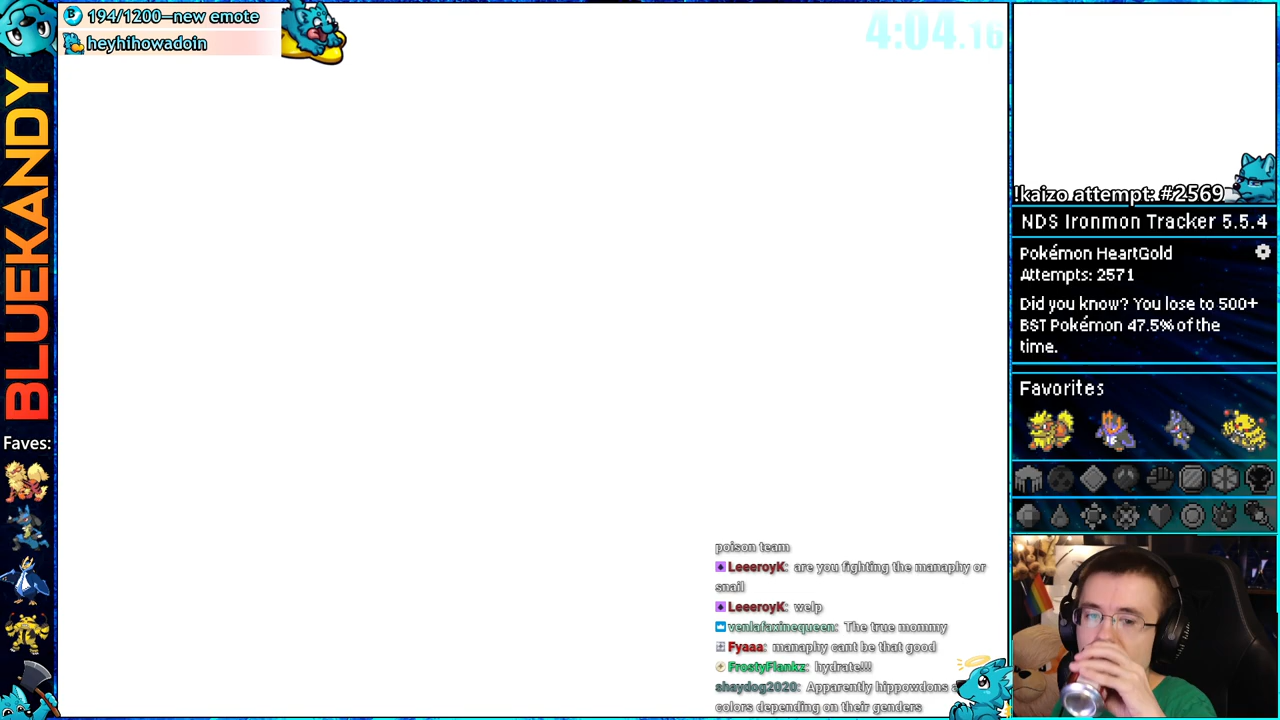 194/1200—new emote
heyhihowadoin
4:04.16
BLUEKANDY
Faves:
!kaizo attempt: #2569
NDS Ironmon Tracker 5.5.4
Pokémon HeartGold
Attempts: 2571
Did you know? You lose to 500+
BST Pokémon 47.5% of the
time.
Favorites
poison team
LeeeroyK: are you fighting the manaphy or
snail
LeeeroyK: welp
venlafaxinequeen: The true mommy
Fyaaa: manaphy cant be that good
FrostyFlankz: hydrate!!!
shaydog2020: Apparently hippowdons
colors depending on their genders